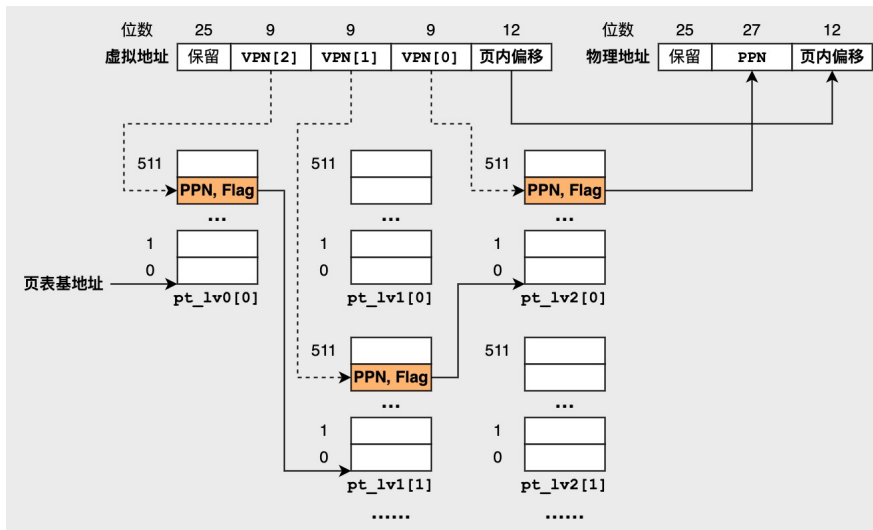 位数 25 9 9 9 12 位数 25 27 12
虚拟地址 保留 VPN[2] VPN[1] VPN[0] 页内偏移 物理地址 保留 PPN 页内偏移
511 511 511
PPN, Flag PPN, Flag
... ... ...
1 1 1
0 0 0
页表基地址
pt_lv0[0] pt_lv1[0] pt_lv2[0]
511 511
PPN, Flag
... ...
1 1
0 0
pt_lv1[1] pt_lv2[1]
...... ......